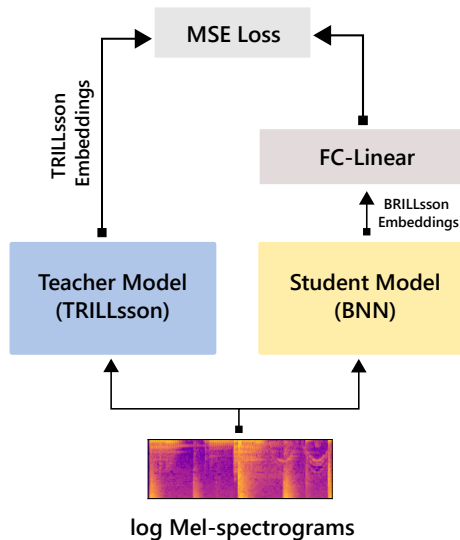 MSE Loss
TRILLsson
Embeddings
FC-Linear
BRILLsson
Embeddings
Teacher Model
(TRILLsson)
Student Model
(BNN)
log Mel-spectrograms